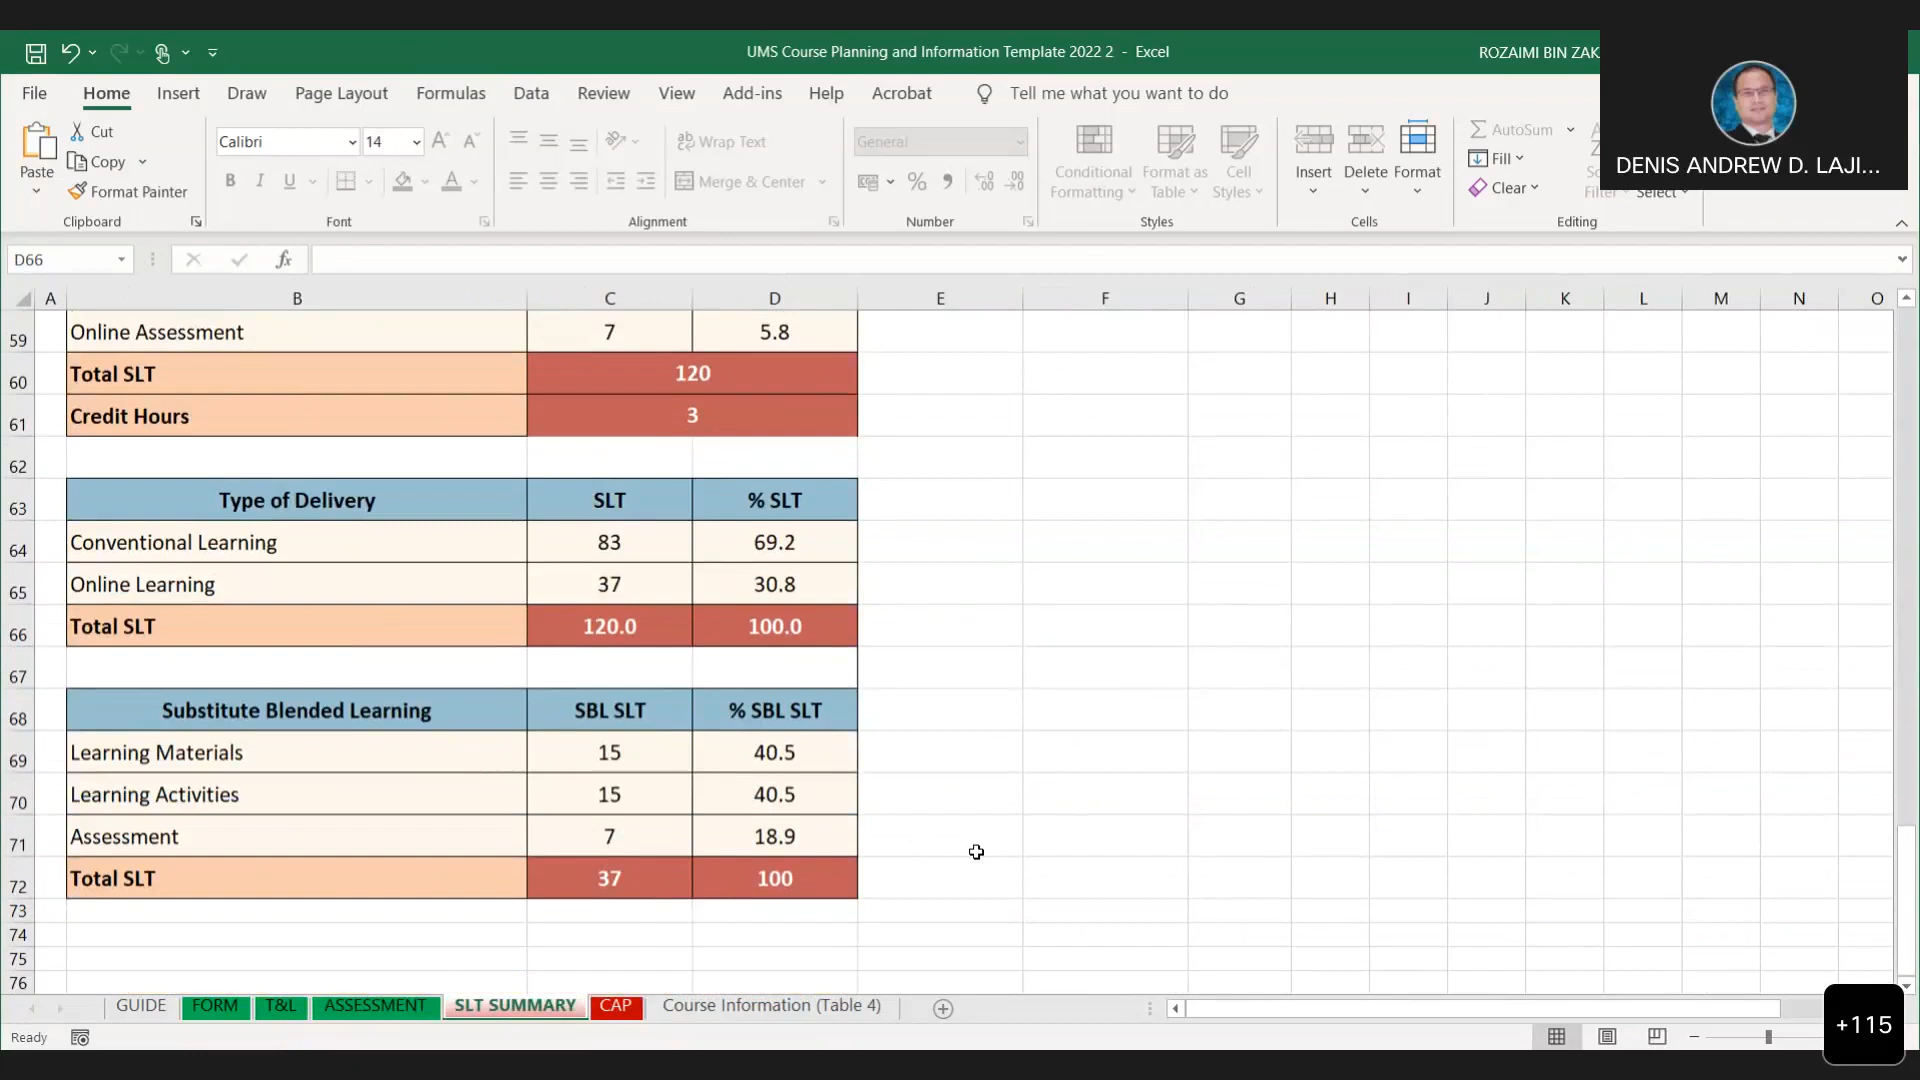 UMS Course Planning and Information Template 2022 2 - Excel
ROZAIMI BIN ZAK
DENIS ANDREW D. LAJI...
File Home Insert Draw Page Layout Formulas Data Review View Add-ins Help Acrobat Tell me what you want to do
Paste
Cut
Copy
Format Painter
Clipboard
Calibri 14
B I U
Font
Wrap Text
Merge & Center
Alignment
General
Number
Conditional Formatting
Format as Table
Cell Styles
Styles
Insert Delete Format
Cells
AutoSum
Fill
Clear
Filter Select
Editing
D66
fx
A B C D E F G H I J K L M N O
59 Online Assessment 7 5.8
60 Total SLT 120
61 Credit Hours 3
62
63 Type of Delivery SLT % SLT
64 Conventional Learning 83 69.2
65 Online Learning 37 30.8
66 Total SLT 120.0 100.0
67
68 Substitute Blended Learning SBL SLT % SBL SLT
69 Learning Materials 15 40.5
70 Learning Activities 15 40.5
71 Assessment 7 18.9
72 Total SLT 37 100
73
74
75
76
GUIDE FORM T&L ASSESSMENT SLT SUMMARY CAP Course Information (Table 4)
Ready
+115